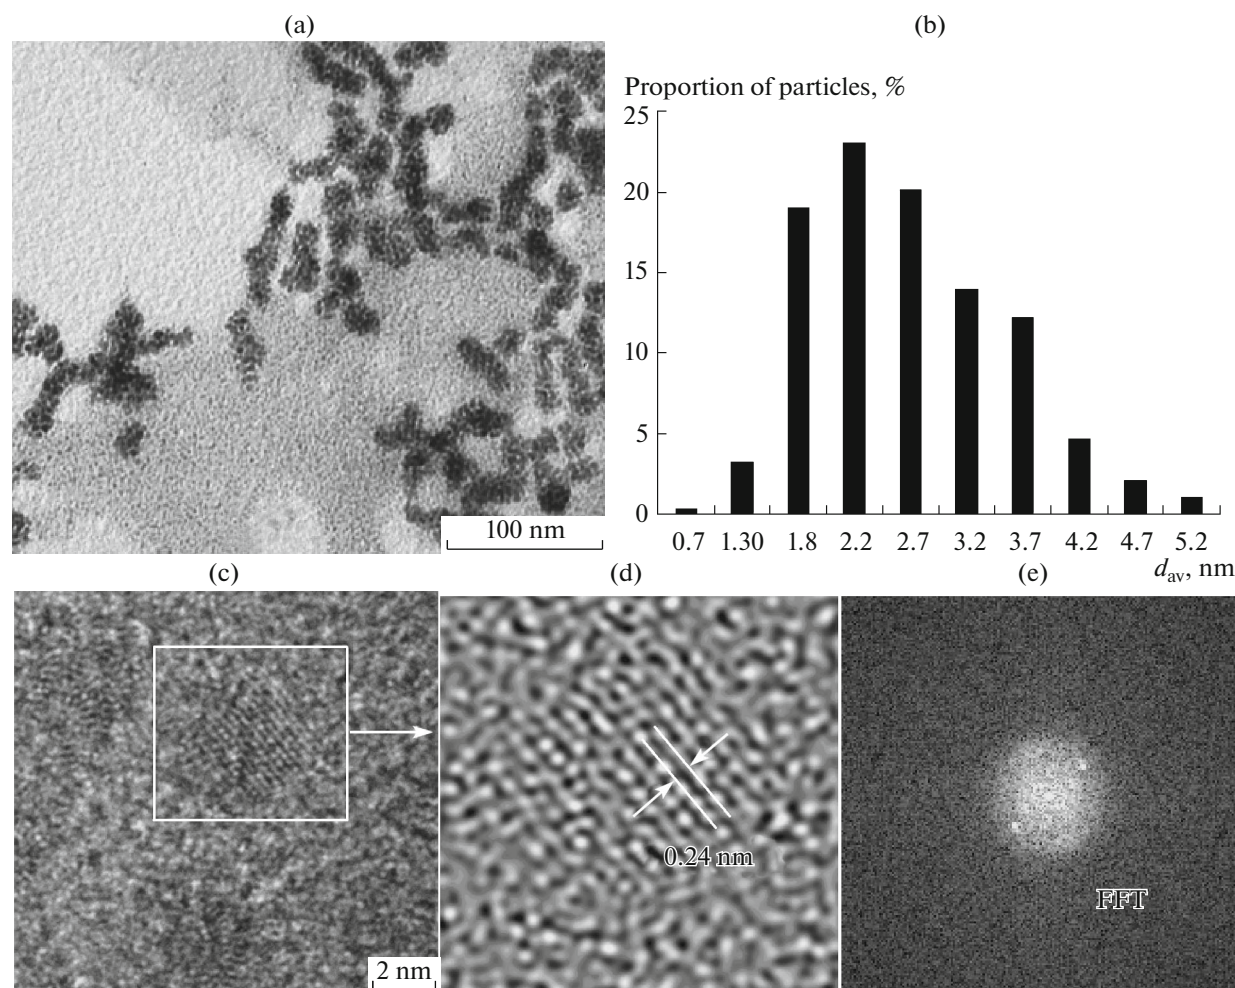 (a)
100 nm
(b)
Proportion of particles, %
25
20
15
10
5
0
0.7 1.30 1.8 2.2 2.7 3.2 3.7 4.2 4.7 5.2
d_av, nm
(c)
2 nm
(d)
0.24 nm
(e)
FFT